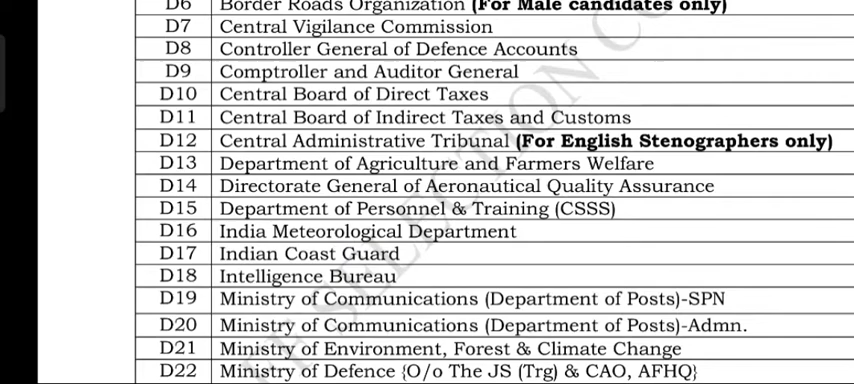 D6 Border Roads Organization (For Male candidates only)
D7 Central Vigilance Commission
D8 Controller General of Defence Accounts
D9 Comptroller and Auditor General
D10 Central Board of Direct Taxes
D11 Central Board of Indirect Taxes and Customs
D12 Central Administrative Tribunal (For English Stenographers only)
D13 Department of Agriculture and Farmers Welfare
D14 Directorate General of Aeronautical Quality Assurance
D15 Department of Personnel & Training (CSSS)
D16 India Meteorological Department
D17 Indian Coast Guard
D18 Intelligence Bureau
D19 Ministry of Communications (Department of Posts)-SPN
D20 Ministry of Communications (Department of Posts)-Admn.
D21 Ministry of Environment, Forest & Climate Change
D22 Ministry of Defence {O/o The JS (Trg) & CAO, AFHQ}
SELECTION